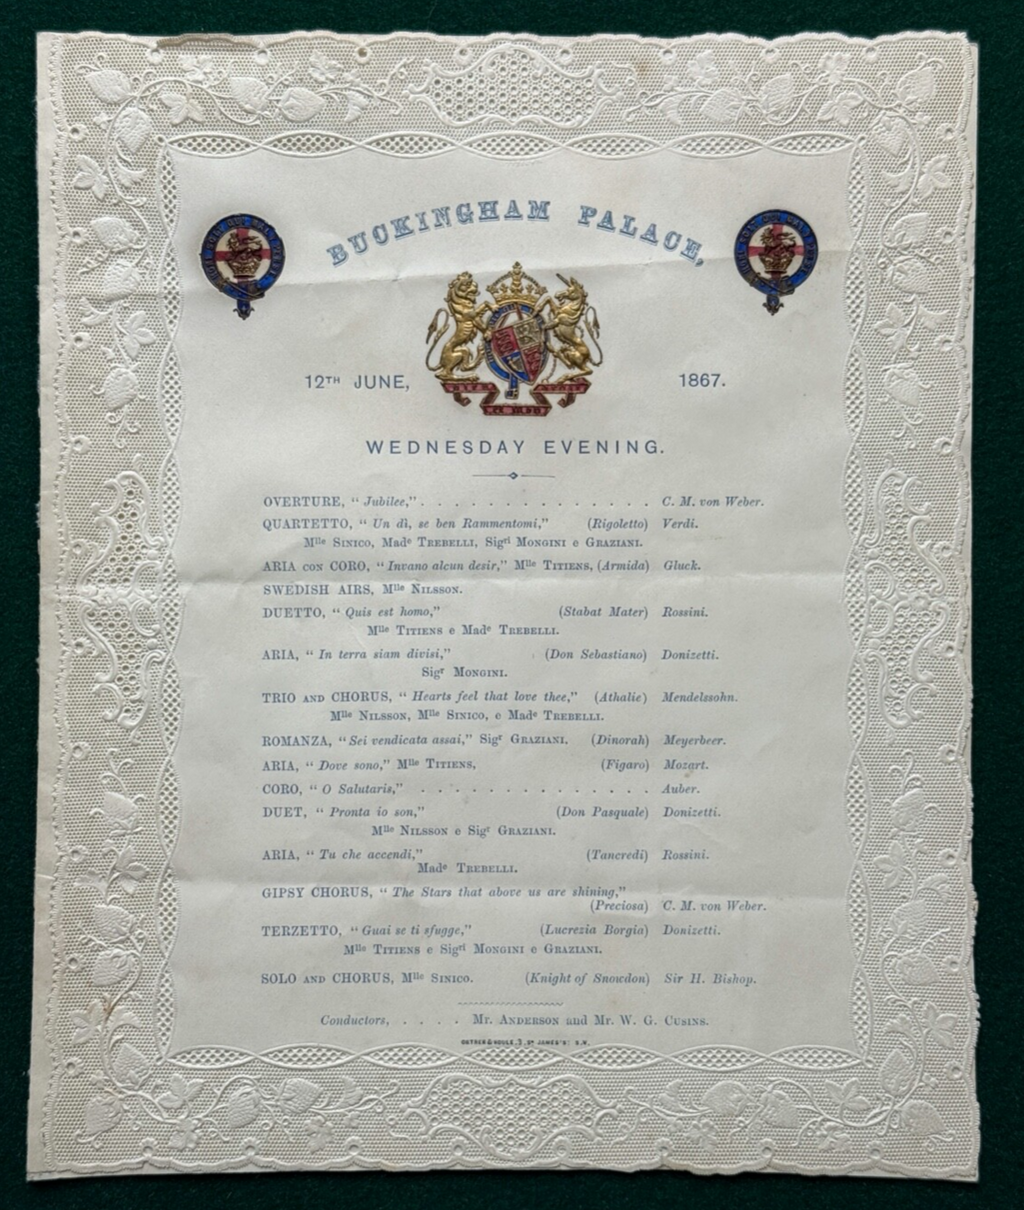 BUCKINGHAM PALACE,
12TH JUNE, 1867.
WEDNESDAY EVENING.
OVERTURE, “ Jubilee,” . . . . . . . . . . . . . . C. M. von Weber.
QUARTETTO, “ Un dì, se ben Rammentomi,” (Rigoletto) Verdi.
Mlle SINICO, Made TREBELLI, Sigri MONGINI e GRAZIANI.
ARIA CON CORO, “ Invano alcun desir,” Mlle TITIENS, (Armida) Gluck.
SWEDISH AIRS, Mlle NILSSON.
DUETTO, “ Quis est homo,” (Stabat Mater) Rossini.
Mlle TITIENS e Made TREBELLI.
ARIA, “ In terra siam divisi,” (Don Sebastiano) Donizetti.
Sigr MONGINI.
TRIO AND CHORUS, “ Hearts feel that love thee,” (Athalie) Mendelssohn.
Mlle NILSSON, Mlle SINICO, e Made TREBELLI.
ROMANZA, “ Sei vendicata assai,” Sigr GRAZIANI. (Dinorah) Meyerbeer.
ARIA, “ Dove sono,” Mlle TITIENS, (Figaro) Mozart.
CORO, “ O Salutaris,” . . . . . . . . . . . . . . Auber.
DUET, “ Pronta io son,” (Don Pasquale) Donizetti.
Mlle NILSSON e Sigr GRAZIANI.
ARIA, “ Tu che accendi,” (Tancredi) Rossini.
Made TREBELLI.
GIPSY CHORUS, “ The Stars that above us are shining,”
(Preciosa) C. M. von Weber.
TERZETTO, “ Guai se ti sfugge,” (Lucrezia Borgia) Donizetti.
Mlle TITIENS e Sigri MONGINI e GRAZIANI.
SOLO AND CHORUS, Mlle SINICO. (Knight of Snowdon) Sir H. Bishop.
Conductors, . . . . Mr. ANDERSON and Mr. W. G. CUSINS.